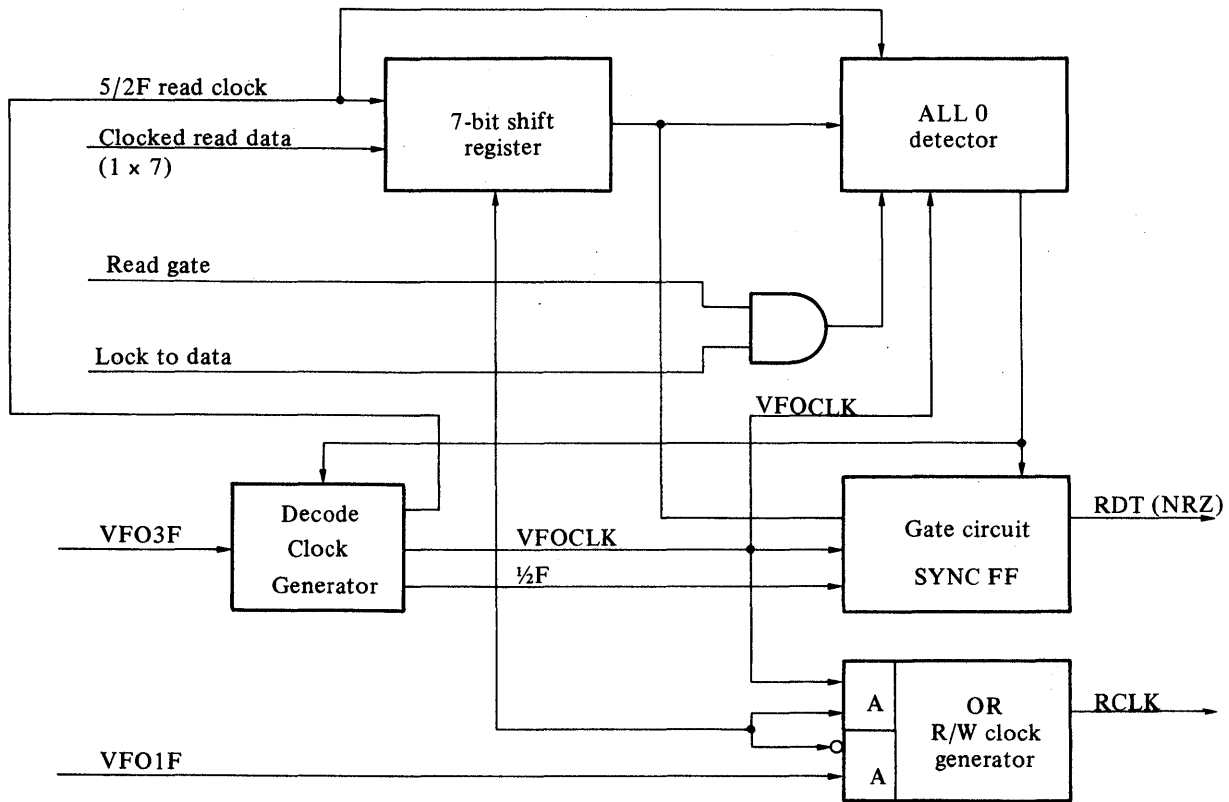 5/2F read clock
Clocked read data
(1 × 7)
7-bit shift
register
ALL 0
detector
Read gate
Lock to data
VFOCLK
VFO3F
Decode
Clock
Generator
VFOCLK
½F
Gate circuit
SYNC FF
RDT (NRZ)
A
A
OR
R/W clock
generator
RCLK
VFO1F